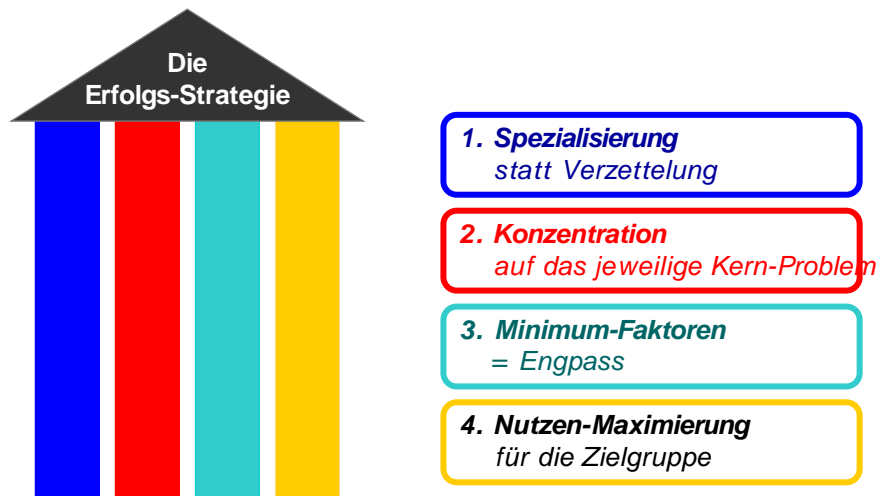 Die
Erfolgs-Strategie
1. Spezialisierung
statt Verzettelung
2. Konzentration
auf das jeweilige Kern-Problem
3. Minimum-Faktoren
= Engpass
4. Nutzen-Maximierung
für die Zielgruppe